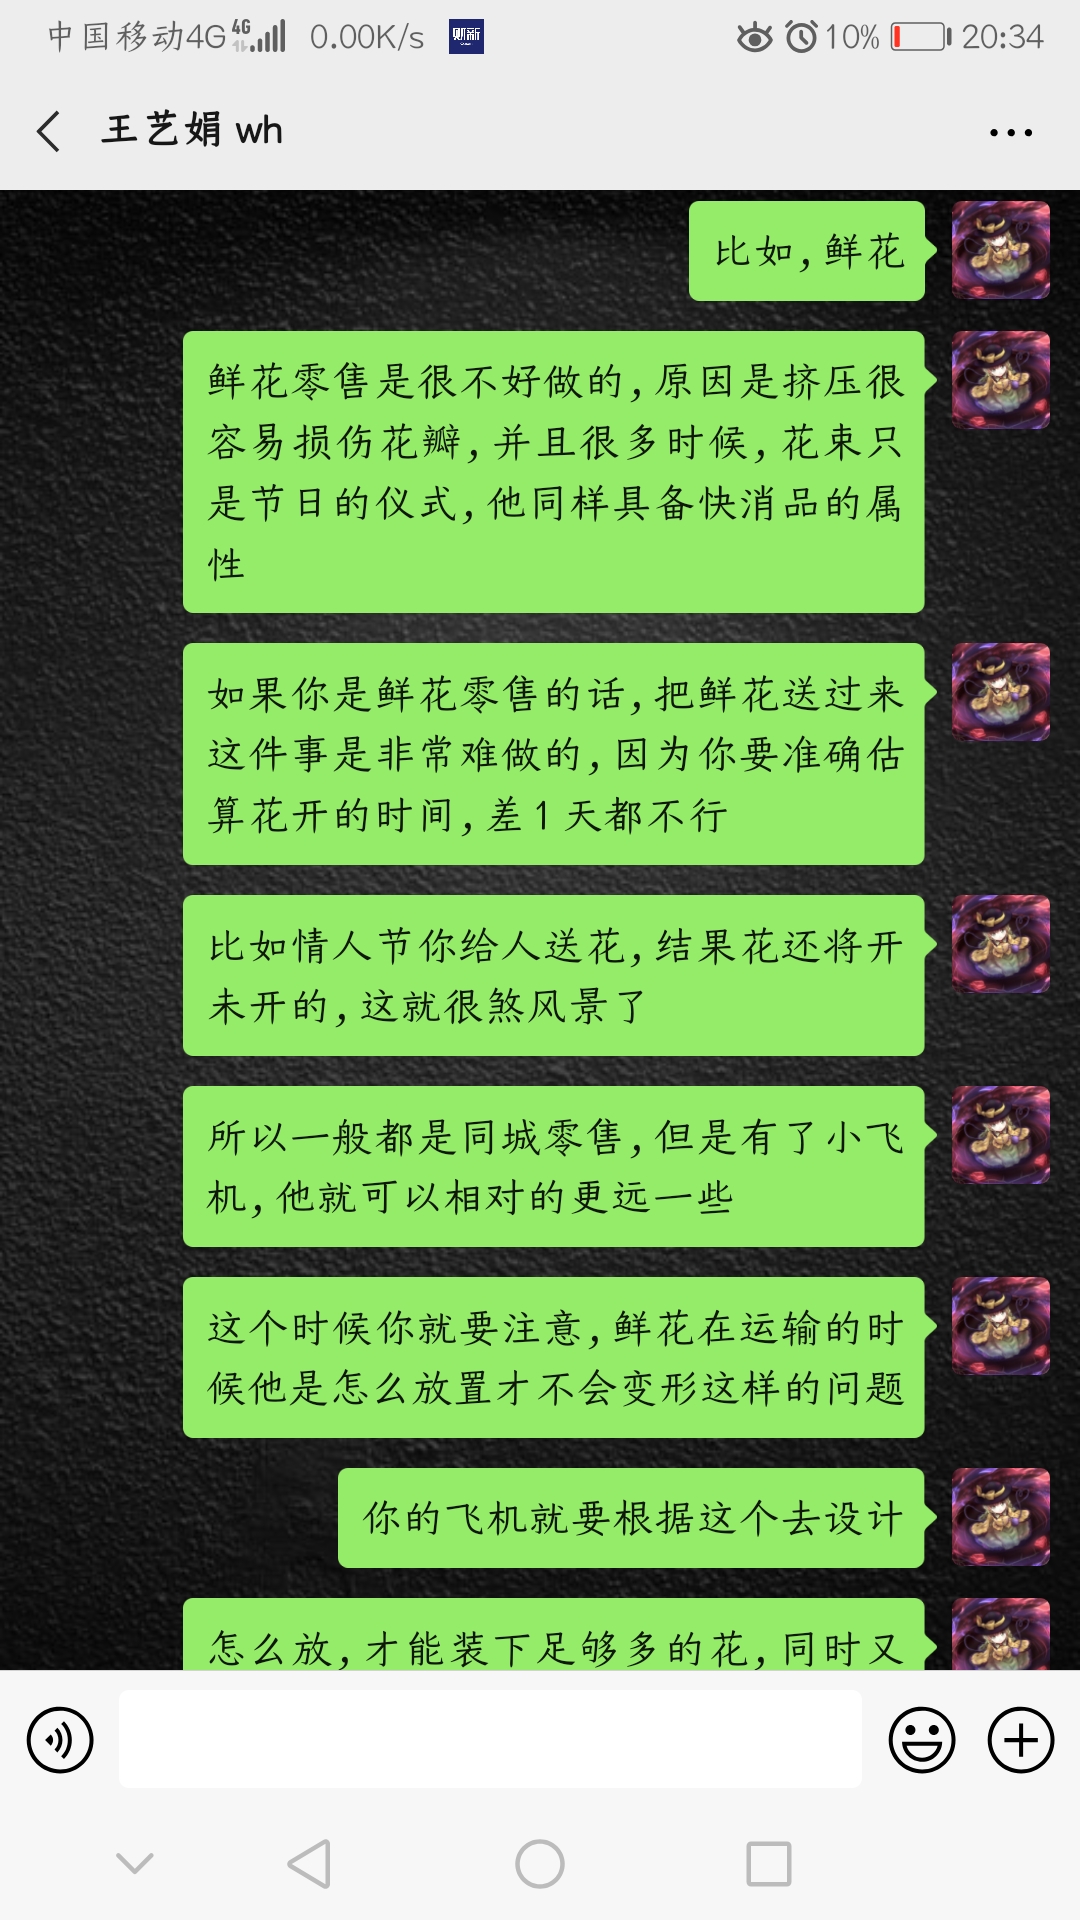 中国移动4G 4G 0.00K/s 财新 10% 20:34
王艺娟 wh
比如,鲜花
鲜花零售是很不好做的,原因是挤压很
容易损伤花瓣,并且很多时候,花束只
是节日的仪式,他同样具备快消品的属
性
如果你是鲜花零售的话,把鲜花送过来
这件事是非常难做的,因为你要准确估
算花开的时间,差1天都不行
比如情人节你给人送花,结果花还将开
未开的,这就很煞风景了
所以一般都是同城零售,但是有了小飞
机,他就可以相对的更远一些
这个时候你就要注意,鲜花在运输的时
候他是怎么放置才不会变形这样的问题
你的飞机就要根据这个去设计
怎么放,才能装下足够多的花,同时又